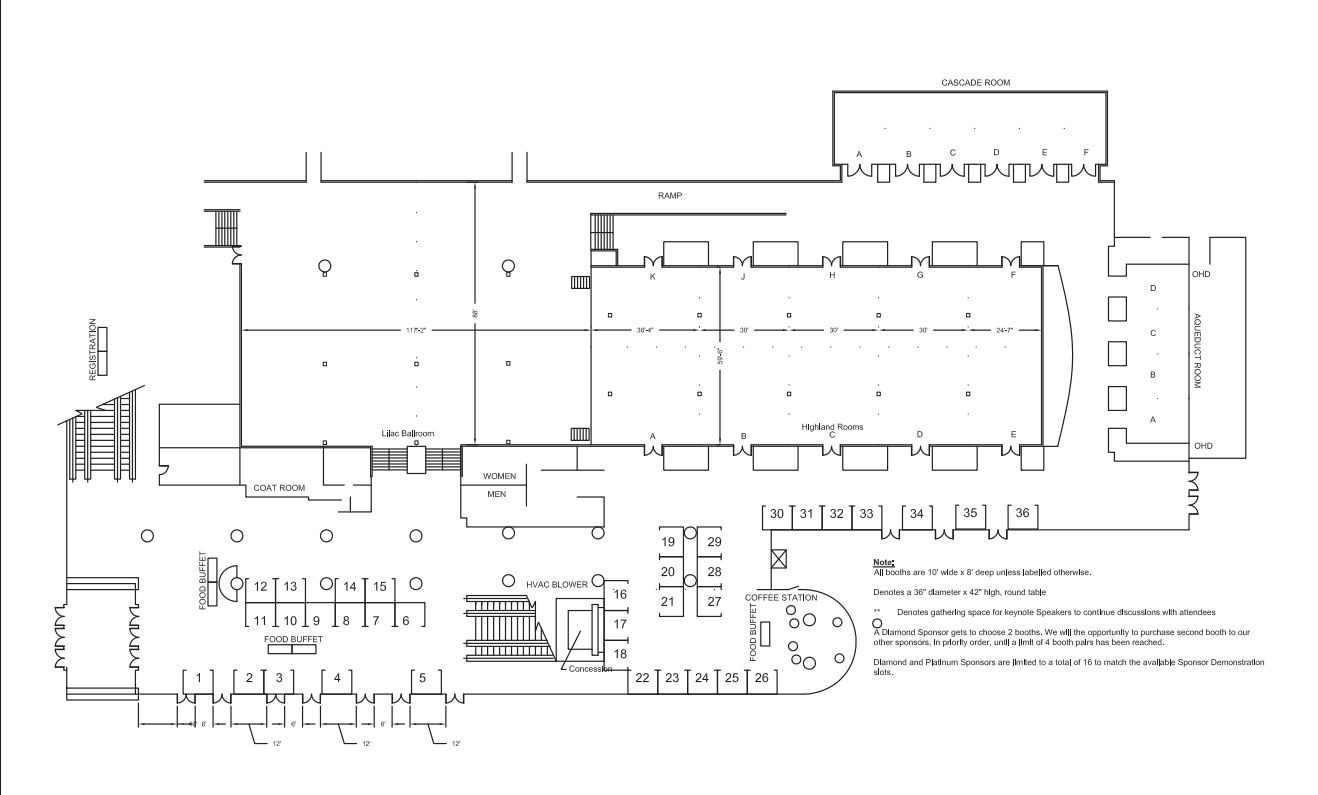 CASCADE ROOM
A B C D E F
RAMP
K J H G F
OHD
D
C
B
A
AQUEDUCT ROOM
OHD
88'
117'-2" 36'-4" 30' 30' 30' 24'-7"
59'-6"
REGISTRATION
Lilac Ballroom
Highland Rooms
A B C D E
COAT ROOM
WOMEN
MEN
30 31 32 33 34 35 36
19 29
20 28
21 27
FOOD BUFFET
12 13 14 15
11 10 9 8 7 6
FOOD BUFFET
HVAC BLOWER
16
17
18
Concession
COFFEE STATION
FOOD BUFFET
Note:
All booths are 10' wide x 8' deep unless labelled otherwise.
Denotes a 36" diameter x 42" high, round table
** Denotes gathering space for keynote Speakers to continue discussions with attendees
A Diamond Sponsor gets to choose 2 booths. We will the opportunity to purchase second booth to our
other sponsors, in priority order, until a limit of 4 booth pairs has been reached.
Diamond and Platinum Sponsors are limited to a total of 16 to match the available Sponsor Demonstration
slots.
1 2 3 4 5
22 23 24 25 26
6' 6' 6'
12' 12' 12'